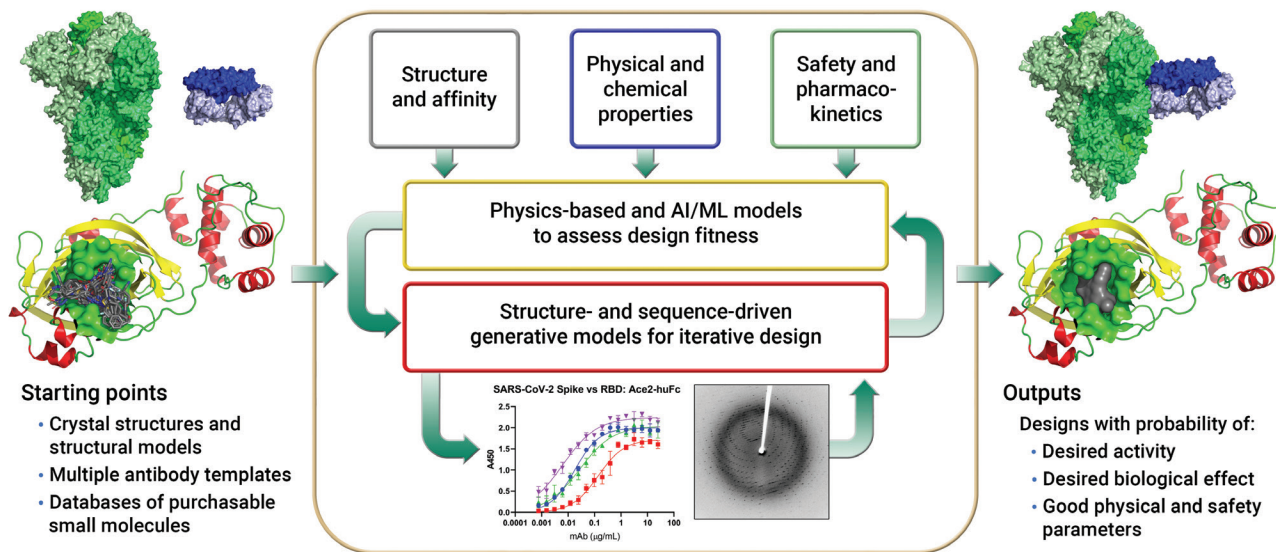 Structure
and affinity
Physical and
chemical
properties
Safety and
pharmaco-
kinetics
Physics-based and AI/ML models
to assess design fitness
Structure- and sequence-driven
generative models for iterative design
Starting points
• Crystal structures and
structural models
• Multiple antibody templates
• Databases of purchasable
small molecules
SARS-CoV-2 Spike vs RBD: Ace2-huFc
A450
2.5
2.0
1.5
1.0
0.5
0.0
0.0001 0.001 0.01 0.1 1 10 100
mAb (µg/mL)
Outputs
Designs with probability of:
• Desired activity
• Desired biological effect
• Good physical and safety
parameters